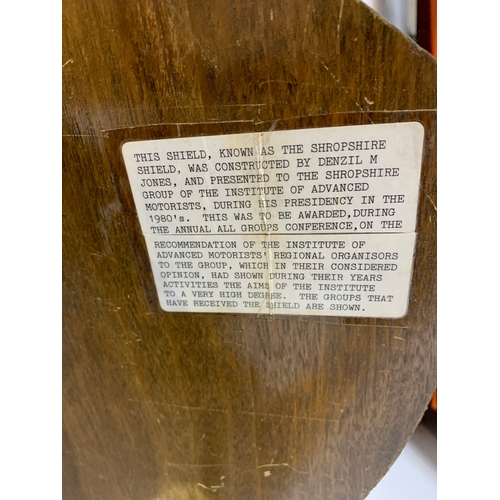 THIS SHIELD, KNOWN AS THE SHROPSHIRE
SHIELD, WAS CONSTRUCTED BY DENZIL M
JONES, AND PRESENTED TO THE SHROPSHIRE
GROUP OF THE INSTITUTE OF ADVANCED
MOTORISTS, DURING HIS PRESIDENCY IN THE
1980's. THIS WAS TO BE AWARDED, DURING
THE ANNUAL ALL GROUPS CONFERENCE, ON THE
RECOMMENDATION OF THE INSTITUTE OF
ADVANCED MOTORISTS' REGIONAL ORGANISORS
TO THE GROUP, WHICH IN THEIR CONSIDERED
OPINION, HAD SHOWN DURING THEIR YEARS
ACTIVITIES THE AIMS OF THE INSTITUTE
TO A VERY HIGH DEGREE. THE GROUPS THAT
HAVE RECEIVED THE SHIELD ARE SHOWN.